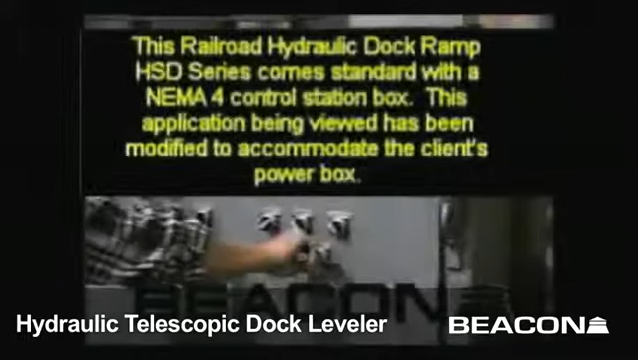 This Railroad Hydraulic Dock Ramp
HSD Series comes standard with a
NEMA 4 control station box.  This
application being viewed has been
modified to accommodate the client's
power box.
BEACON
Hydraulic Telescopic Dock Leveler
BEACON